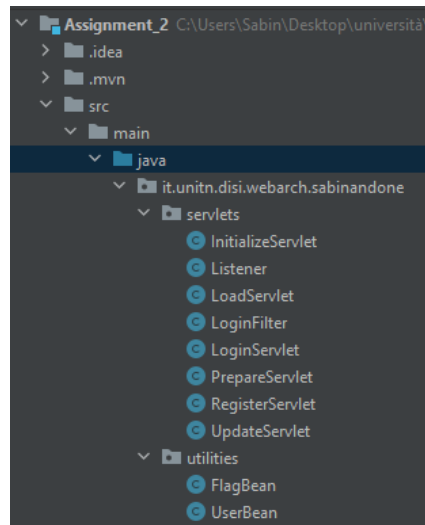 Assignment_2 C:\Users\Sabin\Desktop\università
.idea
.mvn
src
main
java
it.unitn.disi.webarch.sabinandone
servlets
InitializeServlet
Listener
LoadServlet
LoginFilter
LoginServlet
PrepareServlet
RegisterServlet
UpdateServlet
utilities
FlagBean
UserBean